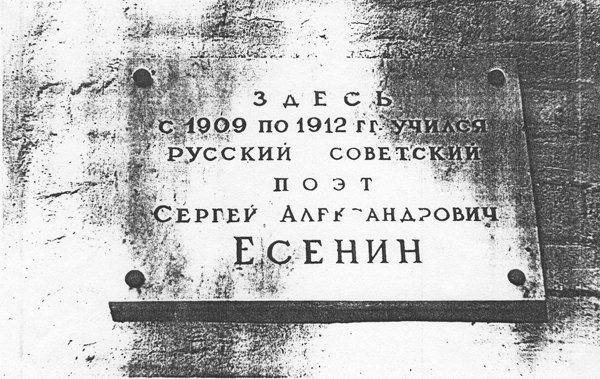 ЗДЕСЬ
С 1909 ПО 1912 ГГ. УЧИЛСЯ
РУССКИЙ СОВЕТСКИЙ
ПОЭТ
СЕРГЕЙ АЛЕКСАНДРОВИЧ
ЕСЕНИН